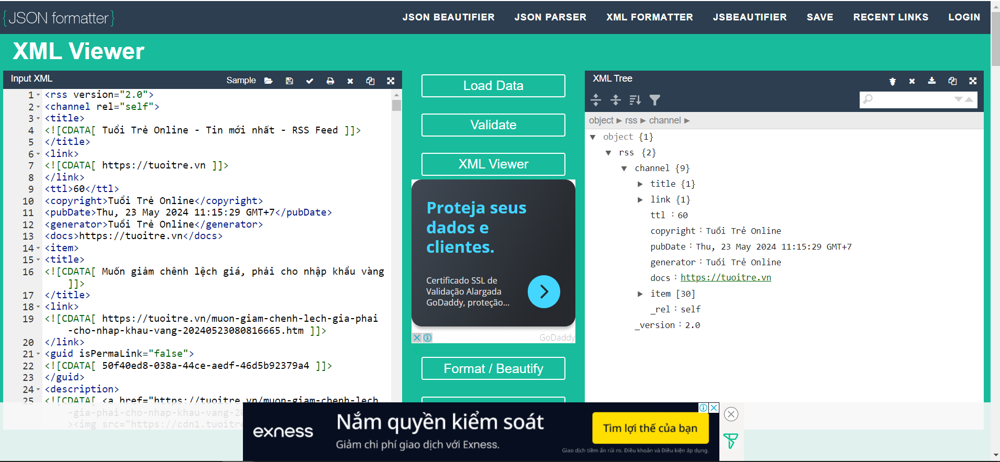 {JSON formatter}
JSON BEAUTIFIER JSON PARSER XML FORMATTER JSBEAUTIFIER SAVE RECENT LINKS LOGIN
XML Viewer
Input XML
Sample
1 <rss version="2.0">
2 <channel rel="self">
3 <title>
4 <![CDATA[ Tuổi Trẻ Online - Tin mới nhất - RSS Feed ]]>
5 </title>
6 <link>
7 <![CDATA[ https://tuoitre.vn ]]>
8 </link>
9 <ttl>60</ttl>
10 <copyright>Tuổi Trẻ Online</copyright>
11 <pubDate>Thu, 23 May 2024 11:15:29 GMT+7</pubDate>
12 <generator>Tuổi Trẻ Online</generator>
13 <docs>https://tuoitre.vn</docs>
14 <item>
15 <title>
16 <![CDATA[ Muốn giảm chênh lệch giá, phải cho nhập khẩu vàng
]]>
17 </title>
18 <link>
19 <![CDATA[ https://tuoitre.vn/muon-giam-chenh-lech-gia-phai
-cho-nhap-khau-vang-20240523080816665.htm ]]>
20 </link>
21 <guid isPermaLink="false">
22 <![CDATA[ 50f40ed8-038a-44ce-aedf-46d5b92379a4 ]]>
23 </guid>
24 <description>
25 <![CDATA[ <a href="https://tuoitre.vn/muon-giam-chenh-lech
-gia-phai-cho-nhap-khau-vang-20
><img src="https://cdn1.tuoitre
Load Data
Validate
XML Viewer
Proteja seus
dados e
clientes.
Certificado SSL de
Validação Alargada
GoDaddy, proteção...
GoDaddy
Format / Beautify
XML Tree
object ▶ rss ▶ channel ▶
object {1}
rss {2}
channel {9}
title {1}
link {1}
ttl : 60
copyright : Tuổi Trẻ Online
pubDate : Thu, 23 May 2024 11:15:29 GMT+7
generator : Tuổi Trẻ Online
docs : https://tuoitre.vn
item [30]
_rel : self
_version : 2.0
exness
Nắm quyền kiểm soát
Giảm chi phí giao dịch với Exness.
Tìm lợi thế của bạn
Giao dịch tiềm ẩn rủi ro. Điều khoản và Điều kiện áp dụng.